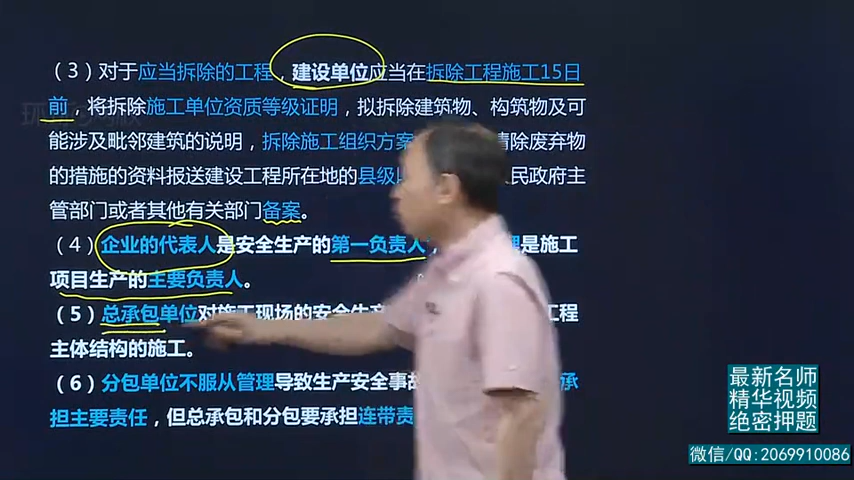 （3）对于应当拆除的工程，建设单位应当在拆除工程施工15日
前，将拆除施工单位资质等级证明，拟拆除建筑物、构筑物及可
能涉及毗邻建筑的说明，拆除施工组织方案 清除废弃物
的措施的资料报送建设工程所在地的县级 民政府主
管部门或者其他有关部门备案。
（4）企业的代表人是安全生产的第一负责人， 是施工
项目生产的主要负责人。
（5）总承包单位对施工现场的安全生产 工程
主体结构的施工。
（6）分包单位不服从管理导致生产安全事故 承
担主要责任，但总承包和分包要承担连带责
最新名师
精华视频
绝密押题
微信/QQ:2069910086